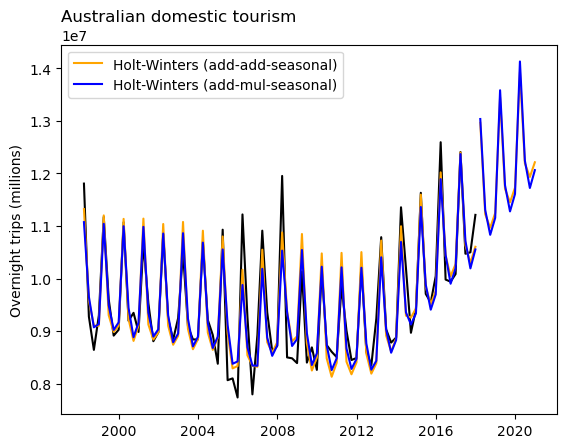 Australian domestic tourism
1e7
Holt-Winters (add-add-seasonal)
Holt-Winters (add-mul-seasonal)
Overnight trips (millions)
1.4
1.3
1.2
1.1
1.0
0.9
0.8
2000
2004
2008
2012
2016
2020